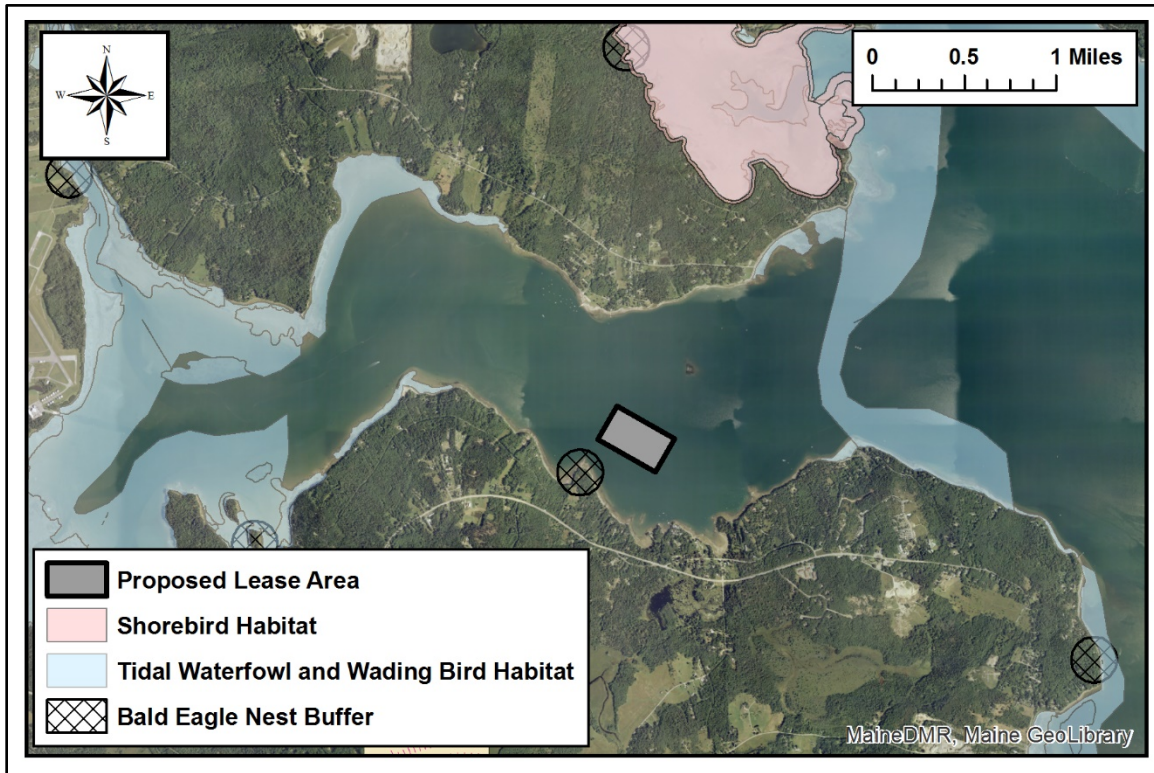 N
W E
S
0 0.5 1 Miles
Proposed Lease Area
Shorebird Habitat
Tidal Waterfowl and Wading Bird Habitat
Bald Eagle Nest Buffer
MaineDMR, Maine GeoLibrary